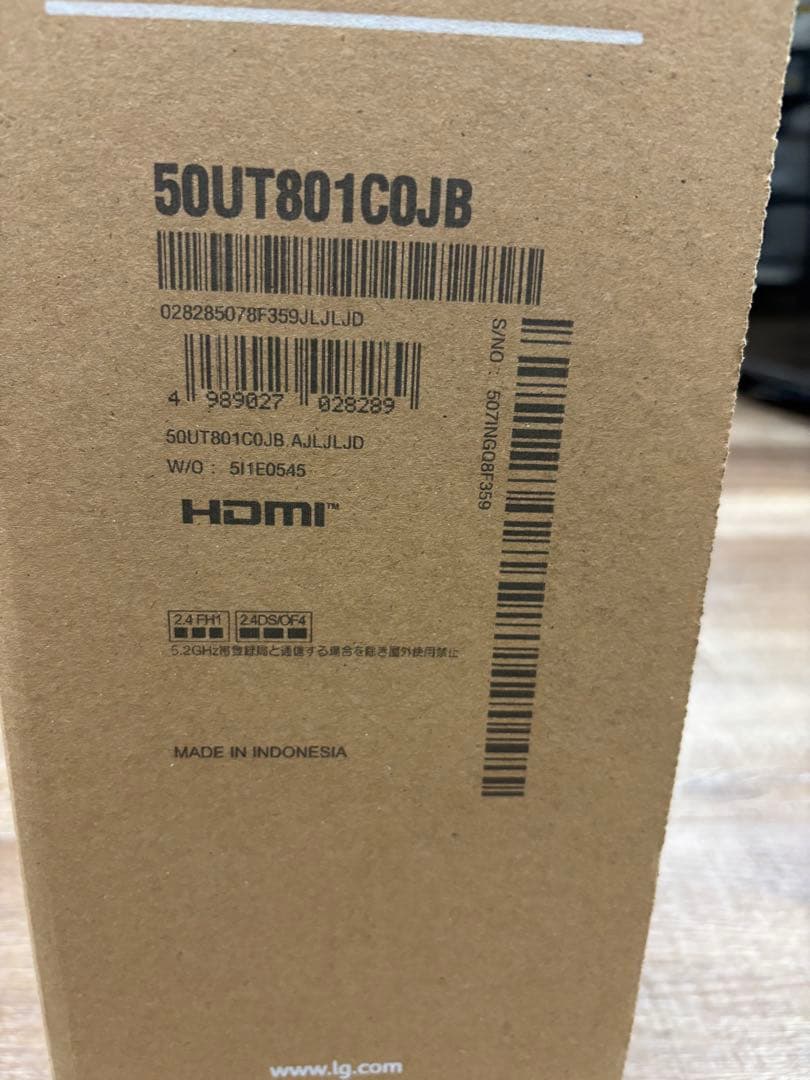 50UT801C0JB
028285078F359JLJLJD
S/NO : 507INGQ8F359
4 989027 028289
50UT801C0JB.AJLJLJD
W/O : 5I1E0545
HDMI™
2.4 FH1 2.4DS/OF4
5.2GHz帯登録局と通信する場合を除き屋外使用禁止
MADE IN INDONESIA
www.lg.com